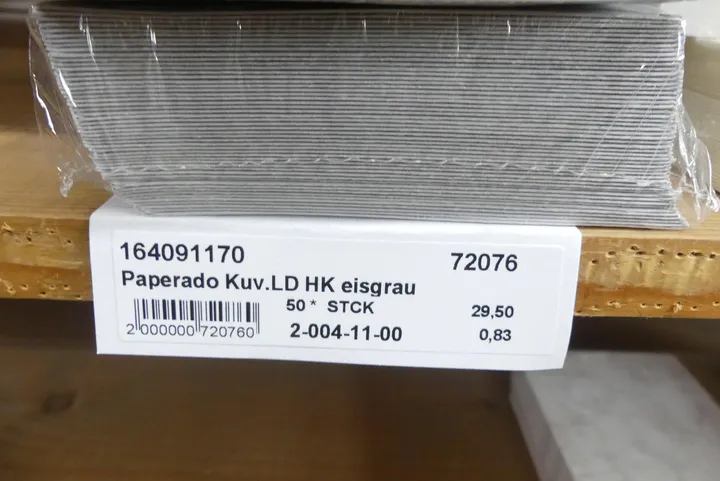 164091170 72076
Paperado Kuv.LD HK eisgrau
50 * STCK 29,50
2 000000 720760 2-004-11-00 0,83